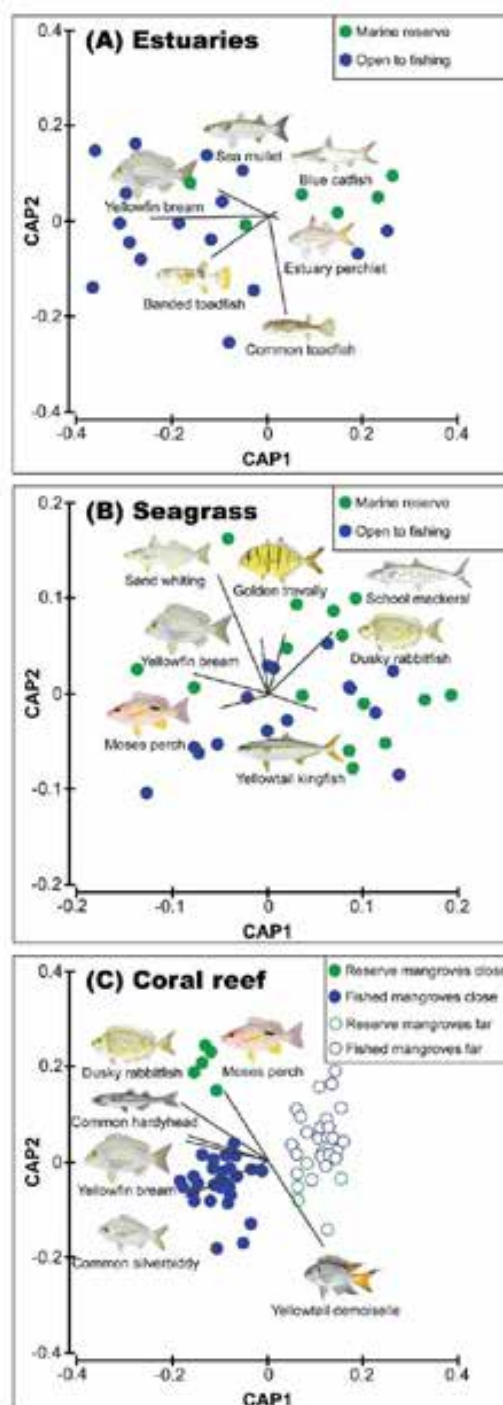 (A) Estuaries
Marine reserve
Open to fishing
0.4
0.2
0
-0.2
-0.4
CAP2
Sea mullet
Blue catfish
Yellowfin bream
Estuary perchlet
Banded toadfish
Common toadfish
-0.4
-0.2
0
0.2
0.4
CAP1
(B) Seagrass
Marine reserve
Open to fishing
0.2
0.1
0
-0.1
-0.2
CAP2
Sand whiting
Golden trevally
School mackeral
Yellowfin bream
Dusky rabbitfish
Moses perch
Yellowtail kingfish
-0.2
-0.1
0
0.1
0.2
CAP1
(C) Coral reef
Reserve mangroves close
Fished mangroves close
Reserve mangroves far
Fished mangroves far
0.4
0.2
0
-0.2
-0.4
CAP2
Dusky rabbitfish
Moses perch
Common hardyhead
Yellowfin bream
Common silverbiddy
Yellowtail demoiselle
-0.4
-0.2
0
0.2
0.4
CAP1